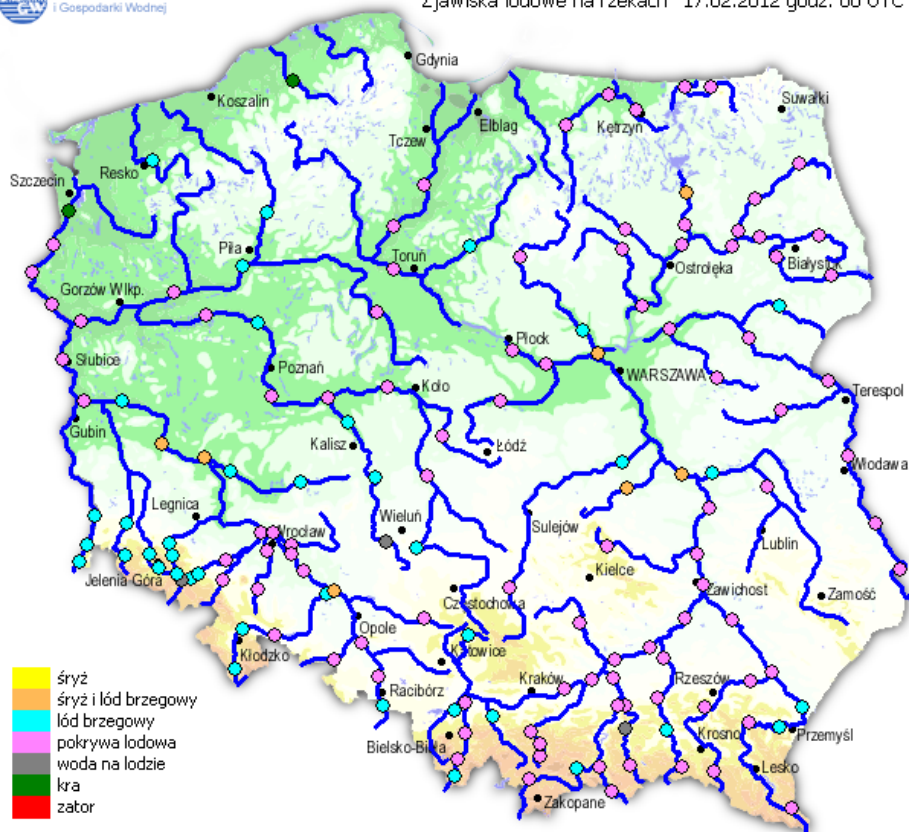 i Gospodarki Wodnej
Zjawiska lodowe na rzekach 17.02.2012 godz. 06 UTC
Gdynia
Koszalin
Suwałki
Elbląg
Kętrzyn
Tczew
Resko
Szczecin
Piła
Toruń
Ostrołęka
Białystok
Gorzów Wlkp.
Płock
Słubice
Poznań
WARSZAWA
Koło
Terespol
Gubin
Kalisz
Łódź
Włodawa
Legnica
Wieluń
Sulejów
Wrocław
Lublin
Jelenia Góra
Kielce
Zawichost
Zamość
Częstochowa
Opole
Kłodzko
Katowice
Racibórz
Kraków
Rzeszów
Krosno
Przemyśl
Bielsko-Biała
Lesko
Zakopane
śryż
śryż i lód brzegowy
lód brzegowy
pokrywa lodowa
woda na lodzie
kra
zator